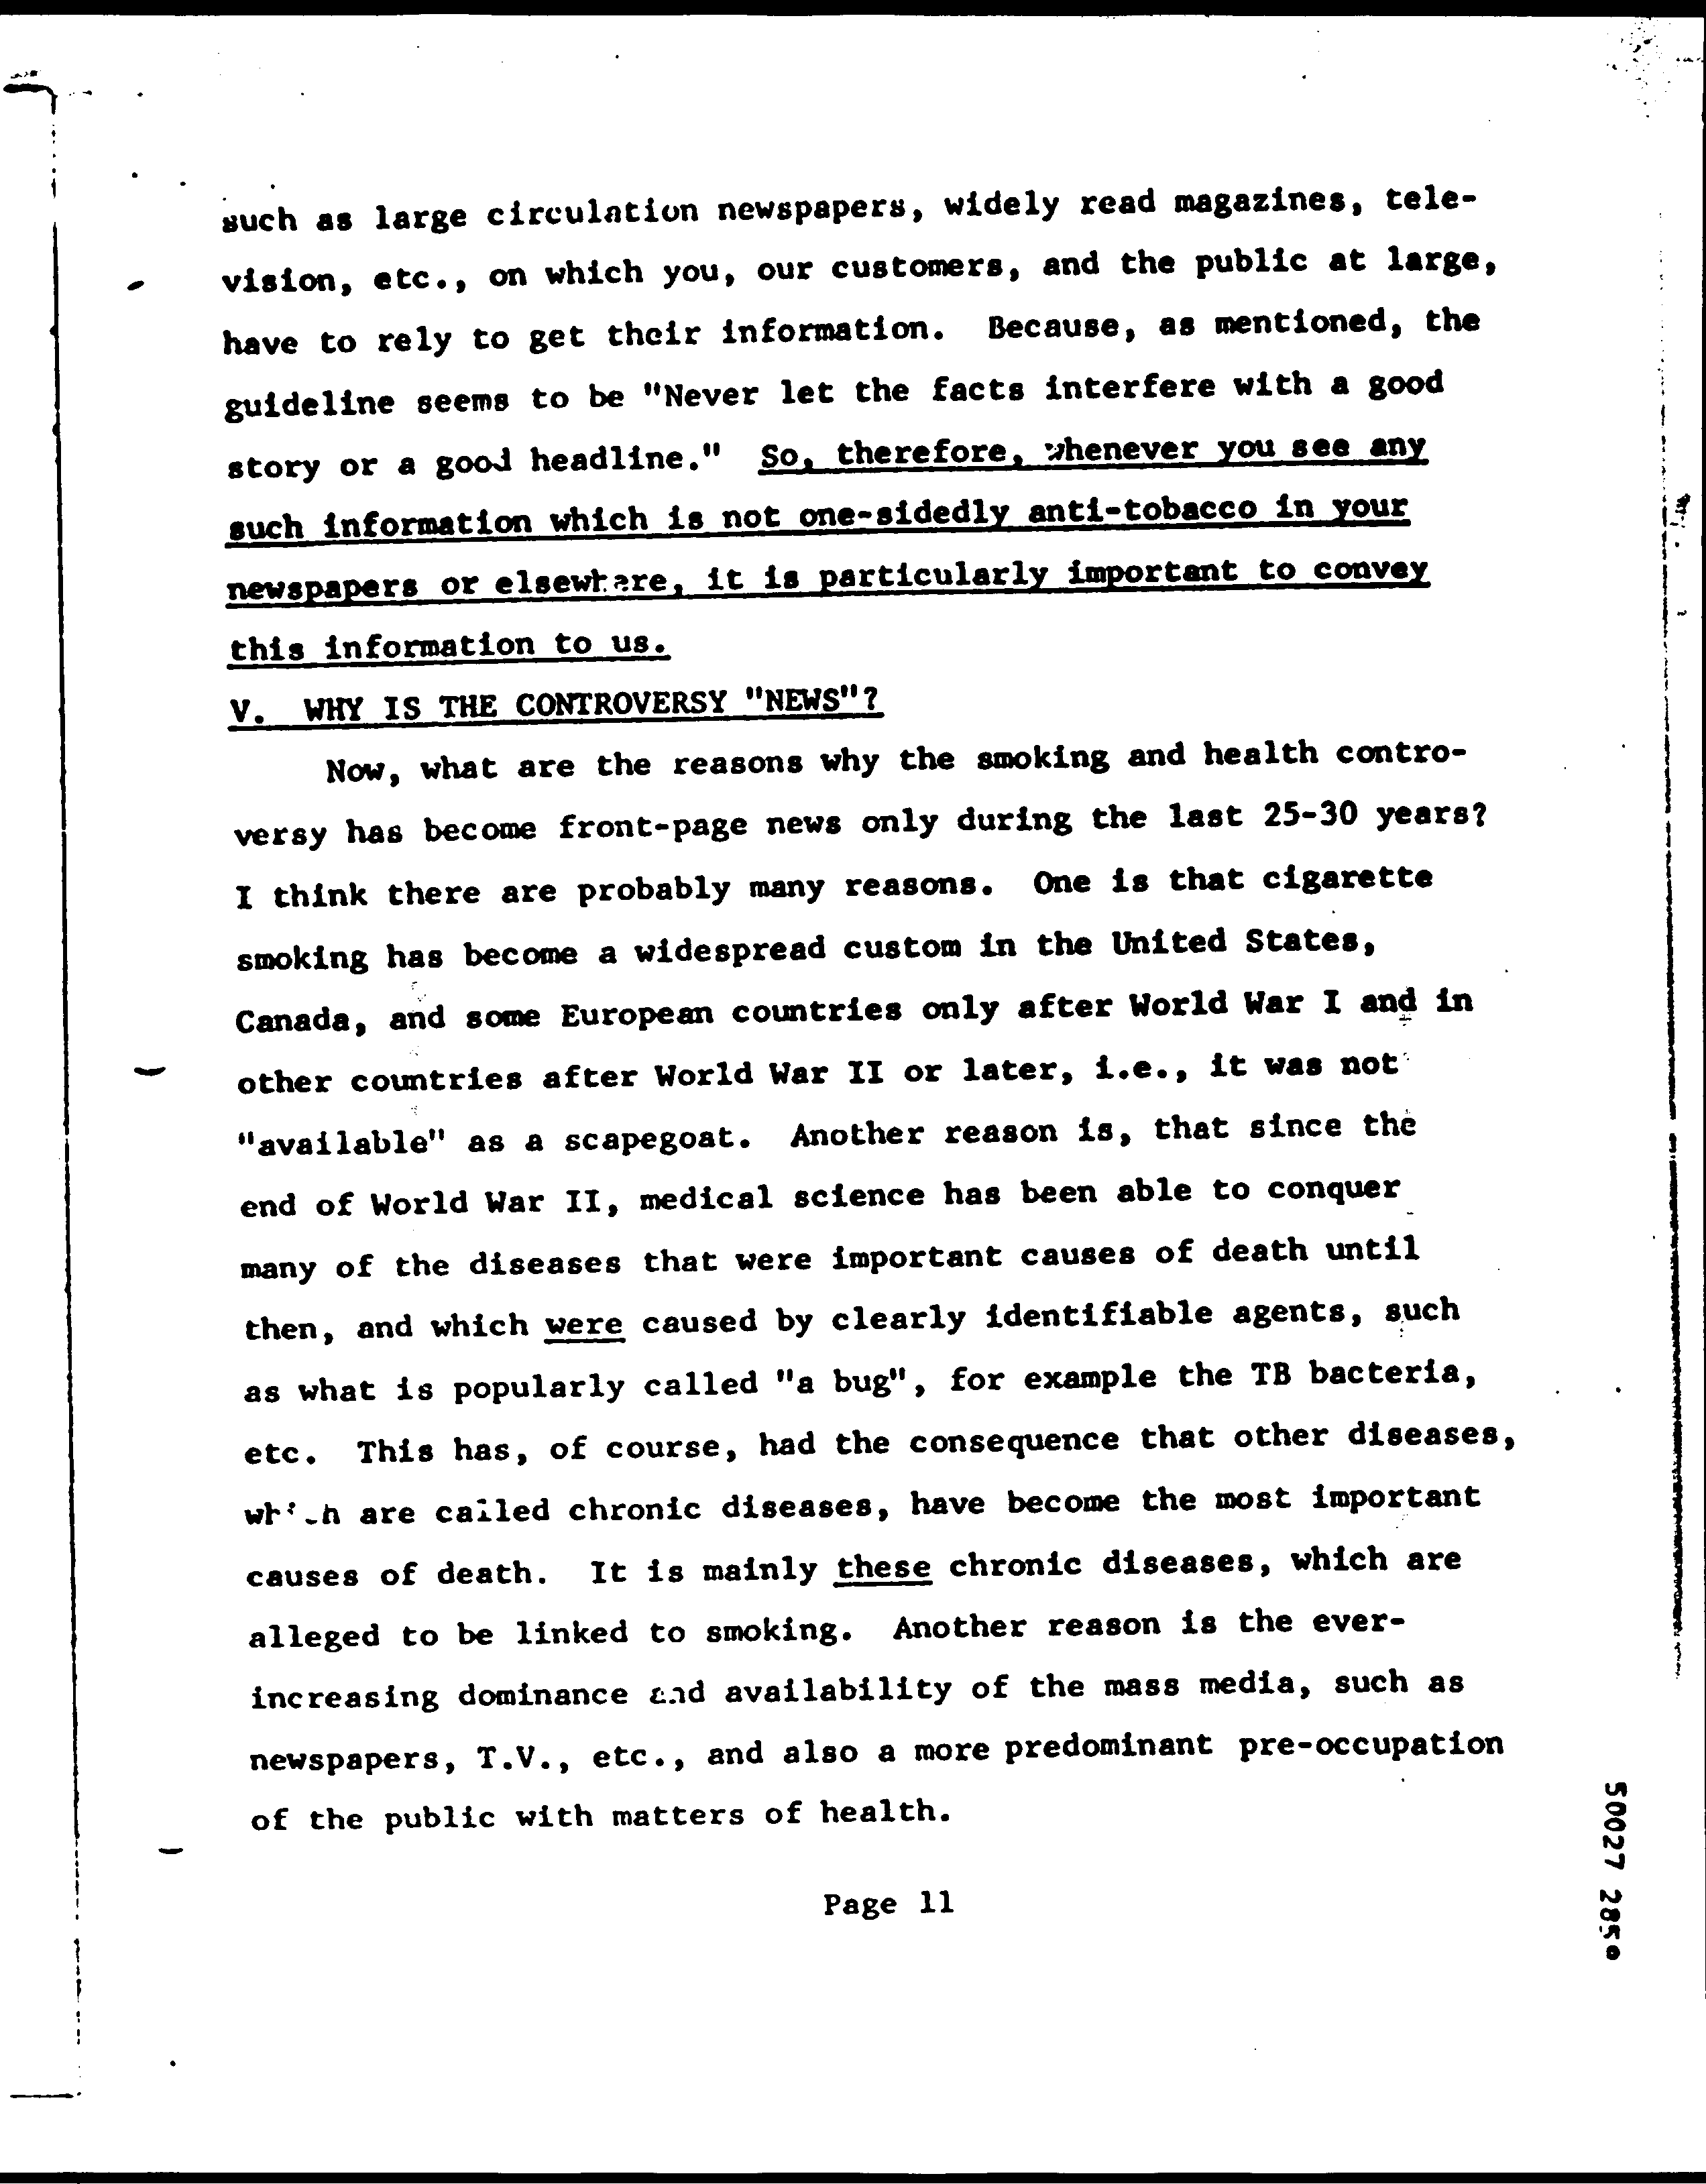 such as large circulation newspapers, widely read magazines, tele-
vision, etc., on which you, our customers, and the public at large,
have to rely to get their information. Because, as mentioned, the
guideline seems to be "Never let the facts interfere with a good
story or a good headline." So, therefore, whenever you see any
such information which is not one-sidedly anti-tobacco in your
newspapers or elsewhere, it is particularly important to convey
this information to us.
V. WHY IS THE CONTROVERSY "NEWS"?
Now, what are the reasons why the smoking and health contro-
versy has become front-page news only during the last 25-30 years?
I think there are probably many reasons. One is that cigarette
smoking has become a widespread custom in the United States,
Canada, and some European countries only after World War I and in
other countries after World War II or later, i.e., it was not
"available" as a scapegoat. Another reason is, that since the
end of World War II, medical science has been able to conquer
many of the diseases that were important causes of death until
then, and which were caused by clearly identifiable agents, such
as what is popularly called "a bug", for example the TB bacteria,
etc. This has, of course, had the consequence that other diseases,
which are called chronic diseases, have become the most important
causes of death. It is mainly these chronic diseases, which are
alleged to be linked to smoking. Another reason is the ever-
increasing dominance and availability of the mass media, such as
newspapers, T.V., etc., and also a more predominant pre-occupation
of the public with matters of health.
Page 11
50027 2850